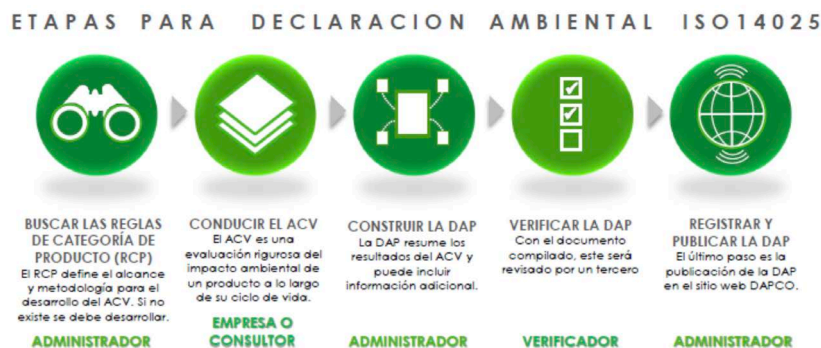 ETAPAS PARA DECLARACION AMBIENTAL ISO14025
BUSCAR LAS REGLAS
DE CATEGORÍA DE
PRODUCTO (RCP)
El RCP define el alcance
y metodología para el
desarrollo del ACV. Si no
existe se debe desarrollar.
ADMINISTRADOR
CONDUCIR EL ACV
El ACV es una
evaluación rigurosa del
impacto ambiental de
un producto a lo largo
de su ciclo de vida.
EMPRESA O
CONSULTOR
CONSTRUIR LA DAP
La DAP resume los
resultados del ACV y
puede incluir
información adicional.
ADMINISTRADOR
VERIFICAR LA DAP
Con el documento
compilado, este será
revisado por un tercero
VERIFICADOR
REGISTRAR Y
PUBLICAR LA DAP
El último paso es la
publicación de la DAP
en el sitio web DAPCO.
ADMINISTRADOR